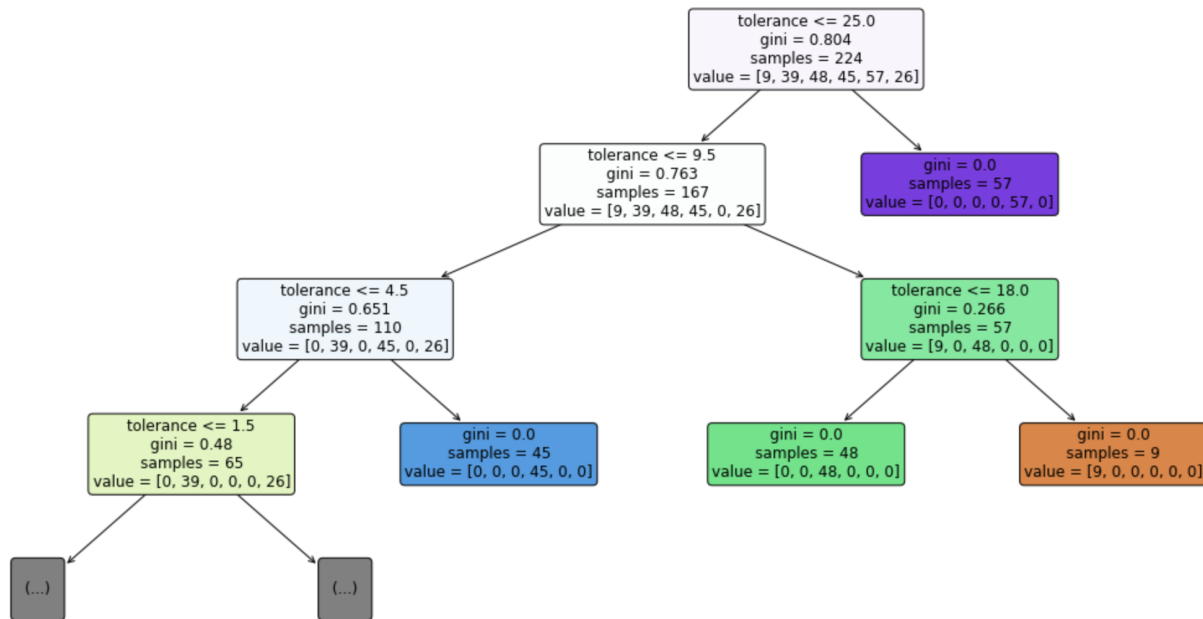 tolerance <= 25.0
gini = 0.804
samples = 224
value = [9, 39, 48, 45, 57, 26]
tolerance <= 9.5
gini = 0.763
samples = 167
value = [9, 39, 48, 45, 0, 26]
gini = 0.0
samples = 57
value = [0, 0, 0, 0, 57, 0]
tolerance <= 4.5
gini = 0.651
samples = 110
value = [0, 39, 0, 45, 0, 26]
tolerance <= 18.0
gini = 0.266
samples = 57
value = [9, 0, 48, 0, 0, 0]
tolerance <= 1.5
gini = 0.48
samples = 65
value = [0, 39, 0, 0, 0, 26]
gini = 0.0
samples = 45
value = [0, 0, 0, 45, 0, 0]
gini = 0.0
samples = 48
value = [0, 0, 48, 0, 0, 0]
gini = 0.0
samples = 9
value = [9, 0, 0, 0, 0, 0]
(...)
(...)